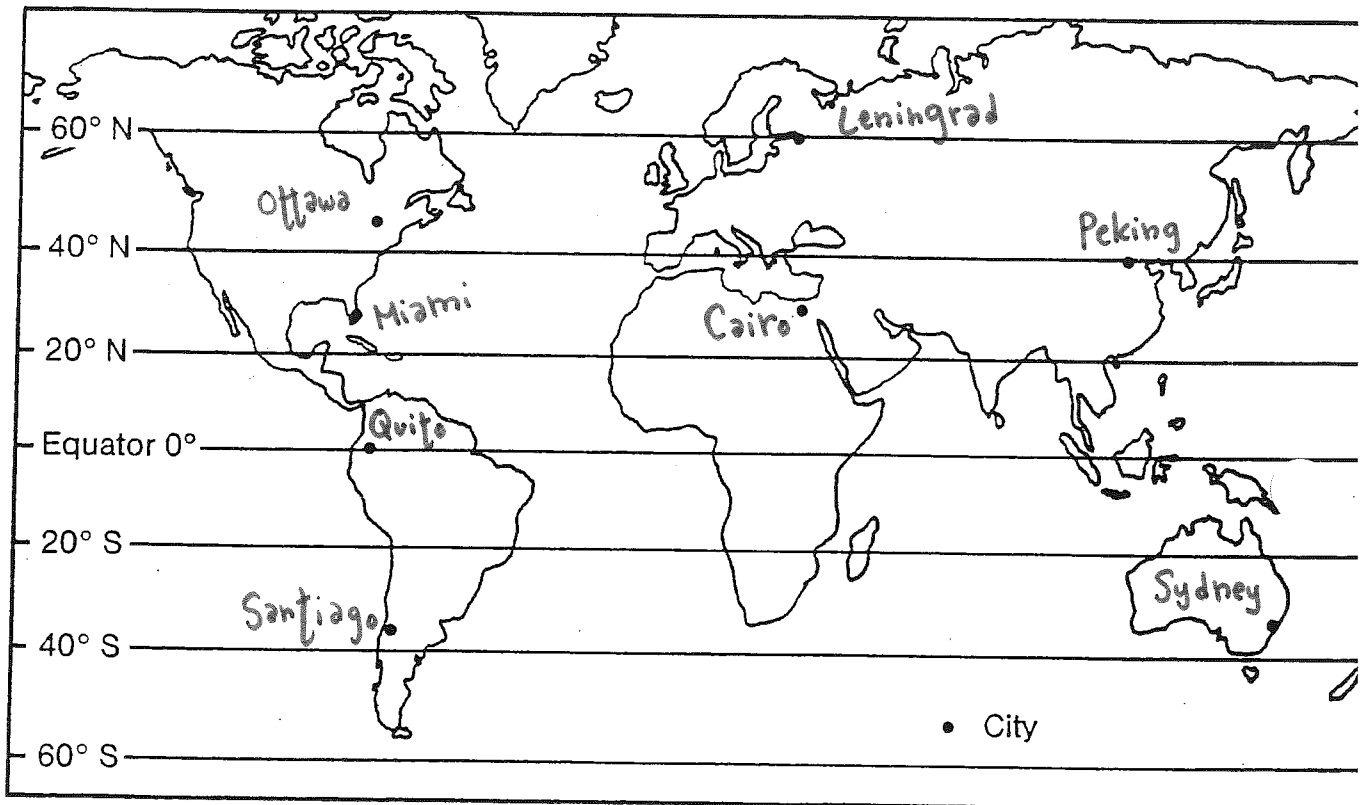 Leningrad
60° N
Ottawa
Peking
40° N
Miami
Cairo
20° N
Quito
Equator 0°
20° S
Sydney
Santiago
40° S
City
60° S